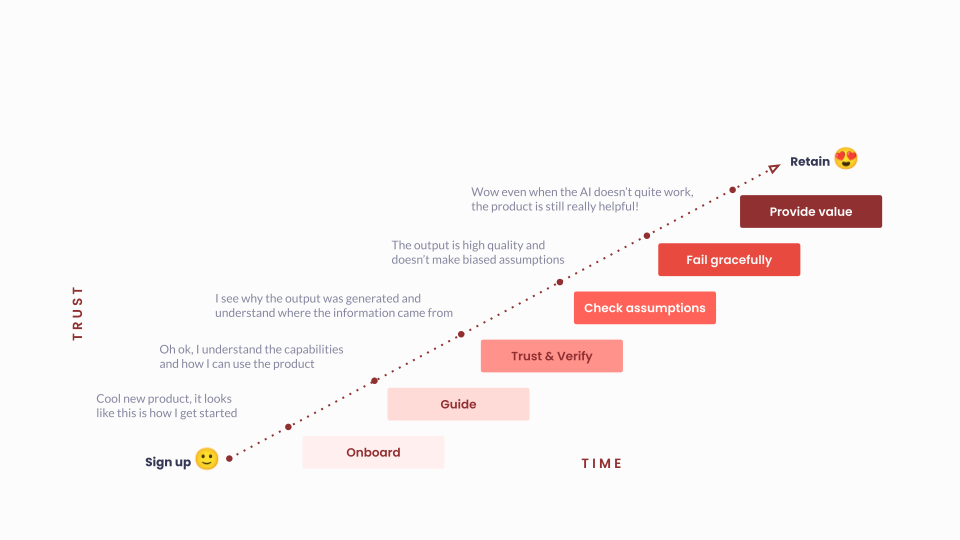 Retain
Wow even when the AI doesn't quite work,
the product is still really helpful!
Provide value
The output is high quality and
doesn't make biased assumptions
Fail gracefully
I see why the output was generated and
understand where the information came from
Check assumptions
TRUST
Oh ok, I understand the capabilities
and how I can use the product
Trust & Verify
Cool new product, it looks
like this is how I get started
Guide
Onboard
Sign up
TIME